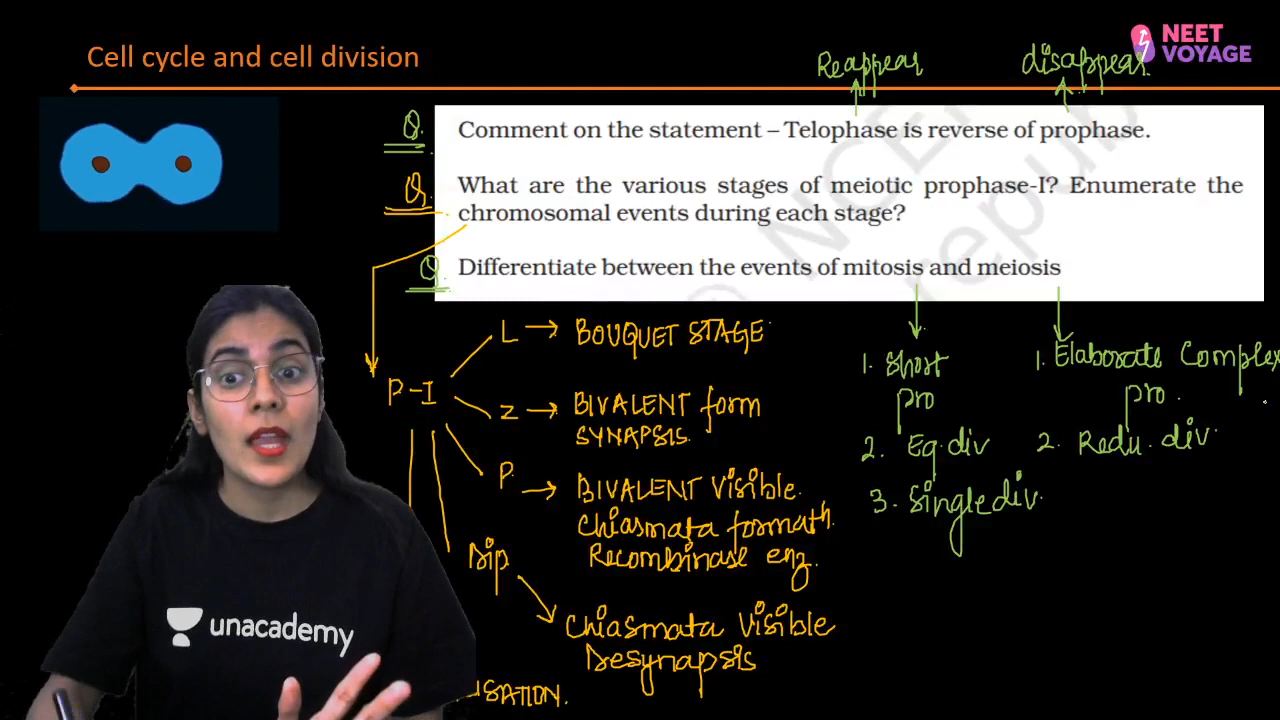 Cell cycle and cell division
NEET
VOYAGE
Reappear
disappear
Q. Comment on the statement – Telophase is reverse of prophase.
Q. What are the various stages of meiotic prophase-I? Enumerate the
chromosomal events during each stage?
Q Differentiate between the events of mitosis and meiosis
P-I
L → BOUQUET STAGE
Z → BIVALENT form
SYNAPSIS
P → BIVALENT Visible
Chiasmata formatn.
Recombinase enz.
Dip
Chiasmata Visible
Desynapsis
ISATION.
1. Short
pro
2. Eq. div
3. Single div.
1. Elaborate Complex
pro.
2. Redu. div.
unacademy